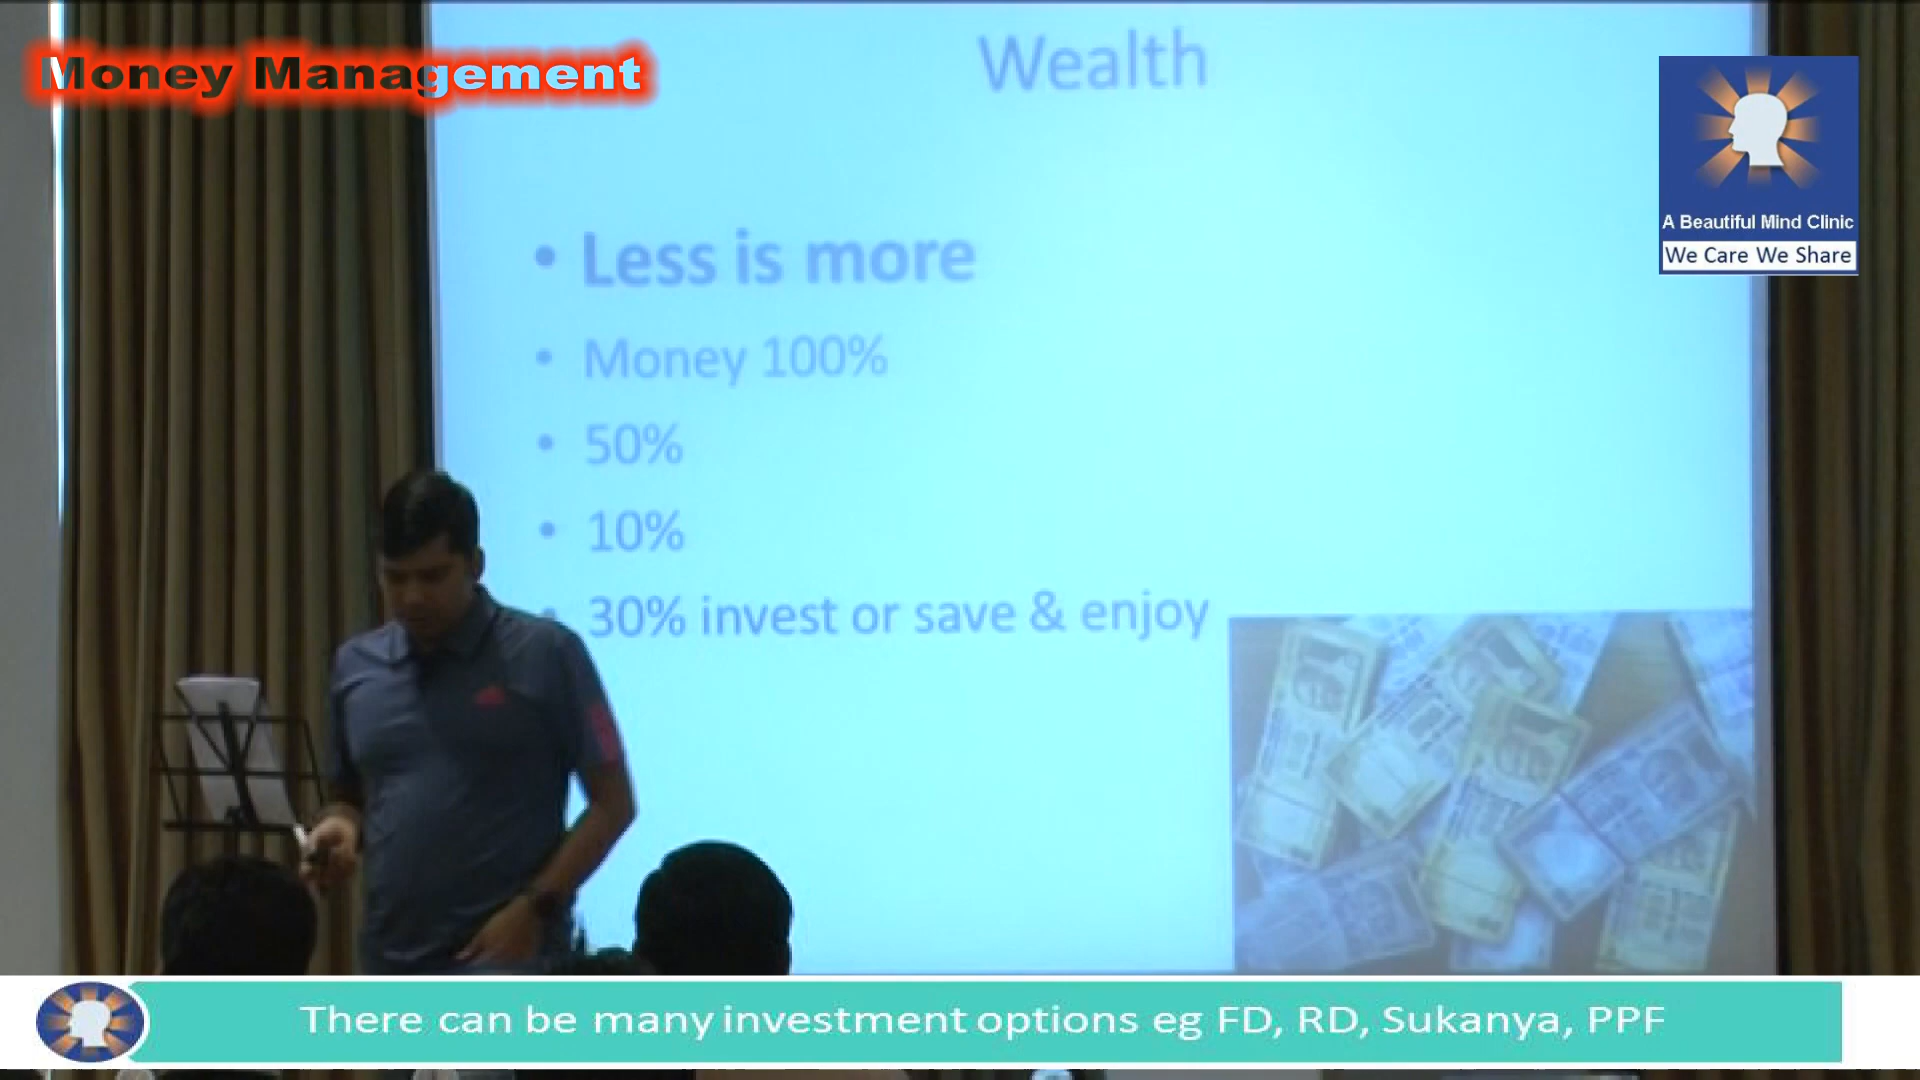 Money Management
Wealth
A Beautiful Mind Clinic
We Care We Share
• Less is more
• Money 100%
• 50%
• 10%
• 30% invest or save & enjoy
There can be many investment options eg FD, RD, Sukanya, PPF